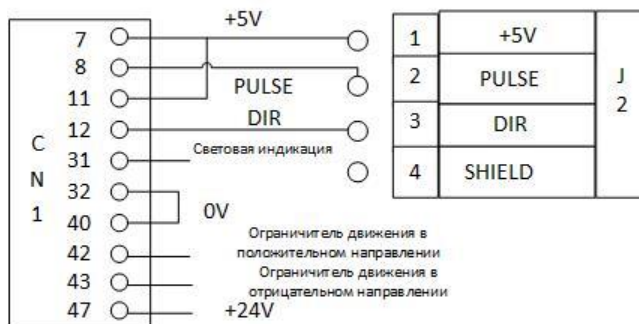 7
+5V
1
+5V
8
2
PULSE
J
2
11
PULSE
12
DIR
3
DIR
C
N
1
31
Световая индикация
4
SHIELD
32
40
0V
42
Ограничитель движения в
положительном направлении
43
Ограничитель движения в
отрицательном направлении
47
+24V